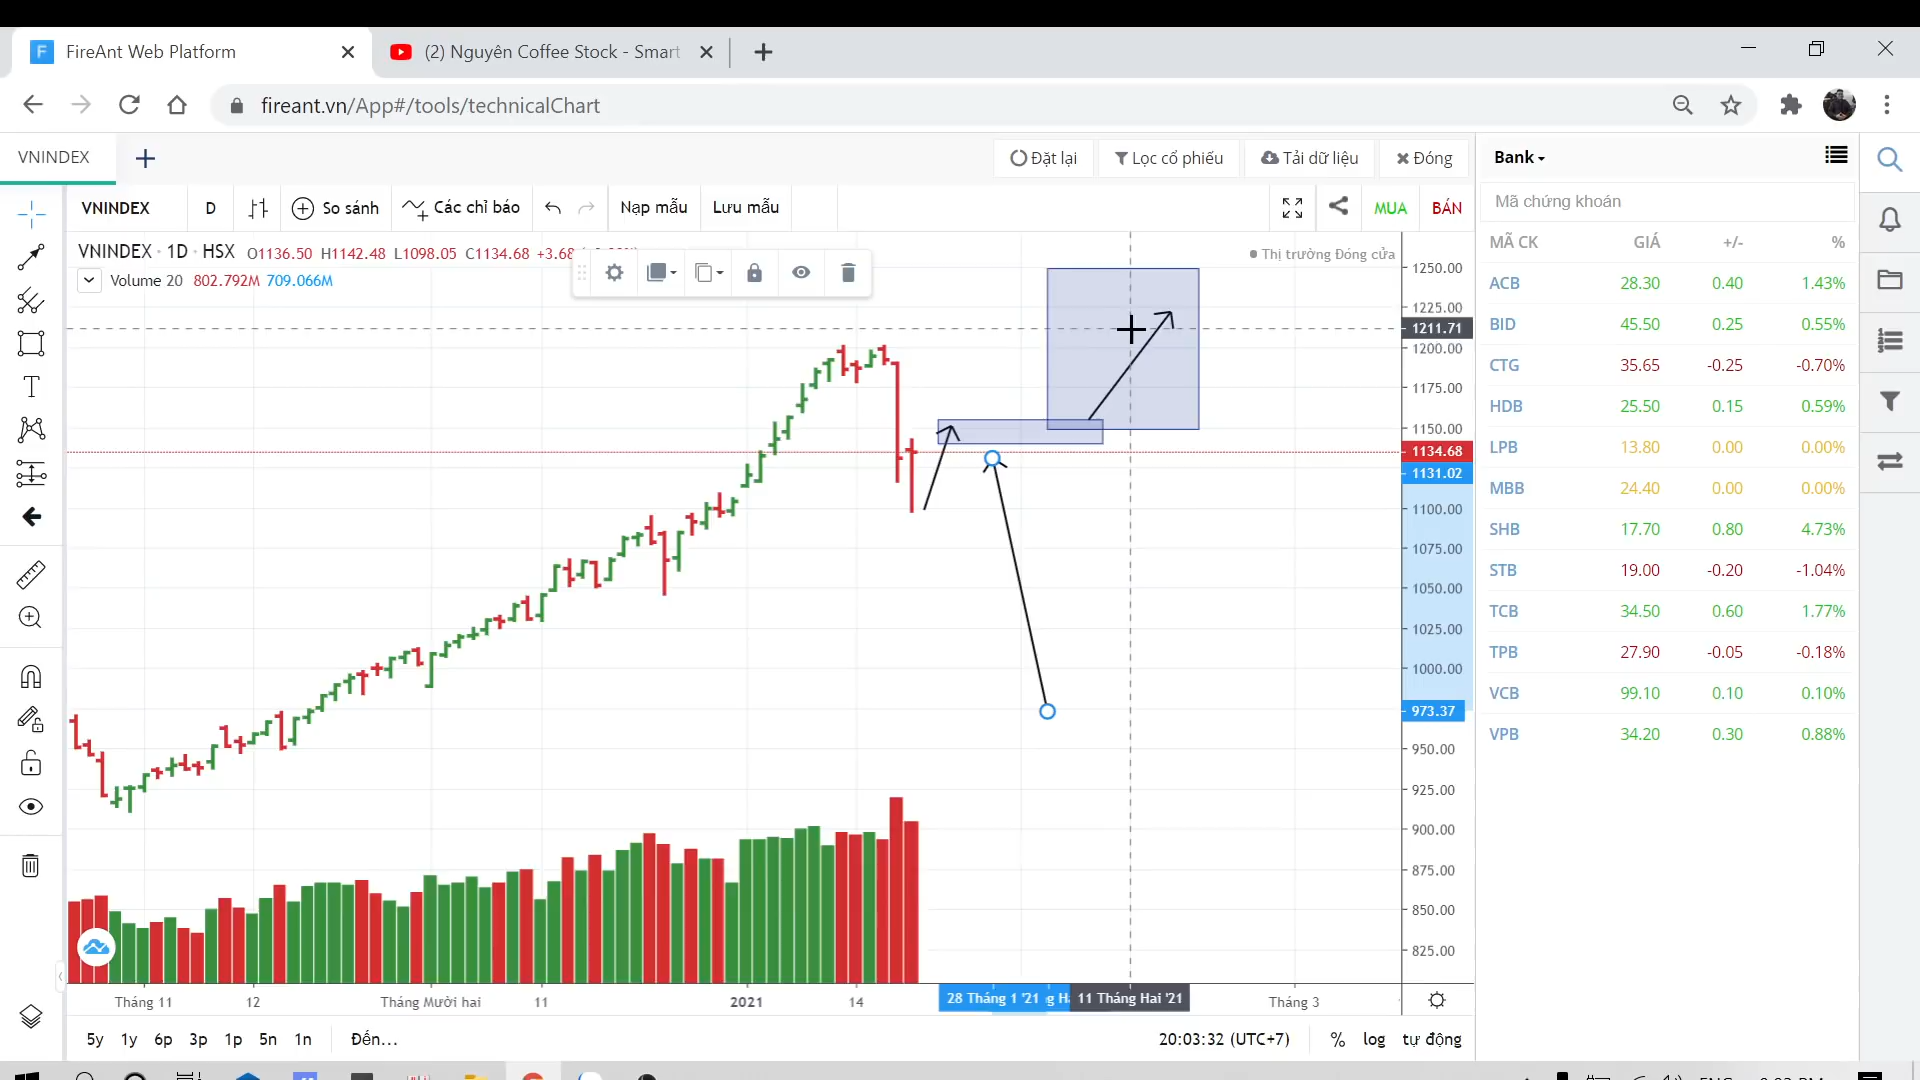 FireAnt Web Platform
(2) Nguyên Coffee Stock - Smart
fireant.vn/App#/tools/technicalChart
VNINDEX
Đặt lại
Lọc cổ phiếu
Tải dữ liệu
Đóng
Bank
VNINDEX
D
So sánh
Các chỉ báo
Nạp mẫu
Lưu mẫu
MUA
BÁN
Mã chứng khoán
VNINDEX · 1D · HSX O1136.50 H1142.48 L1098.05 C1134.68 +3.68
Thị trường Đóng cửa
Volume 20 802.792M 709.066M
MÃ CK GIÁ +/- %
ACB 28.30 0.40 1.43%
BID 45.50 0.25 0.55%
CTG 35.65 -0.25 -0.70%
HDB 25.50 0.15 0.59%
LPB 13.80 0.00 0.00%
MBB 24.40 0.00 0.00%
SHB 17.70 0.80 4.73%
STB 19.00 -0.20 -1.04%
TCB 34.50 0.60 1.77%
TPB 27.90 -0.05 -0.18%
VCB 99.10 0.10 0.10%
VPB 34.20 0.30 0.88%
1250.00
1225.00
1211.71
1200.00
1175.00
1150.00
1134.68
1131.02
1100.00
1075.00
1050.00
1025.00
1000.00
973.37
950.00
925.00
900.00
875.00
850.00
825.00
Tháng 11
12
Tháng Mười hai
11
2021
14
28 Tháng 1 '21
11 Tháng Hai '21
Tháng 3
5y 1y 6p 3p 1p 5n 1n
Đến...
20:03:32 (UTC+7)
% log tự động